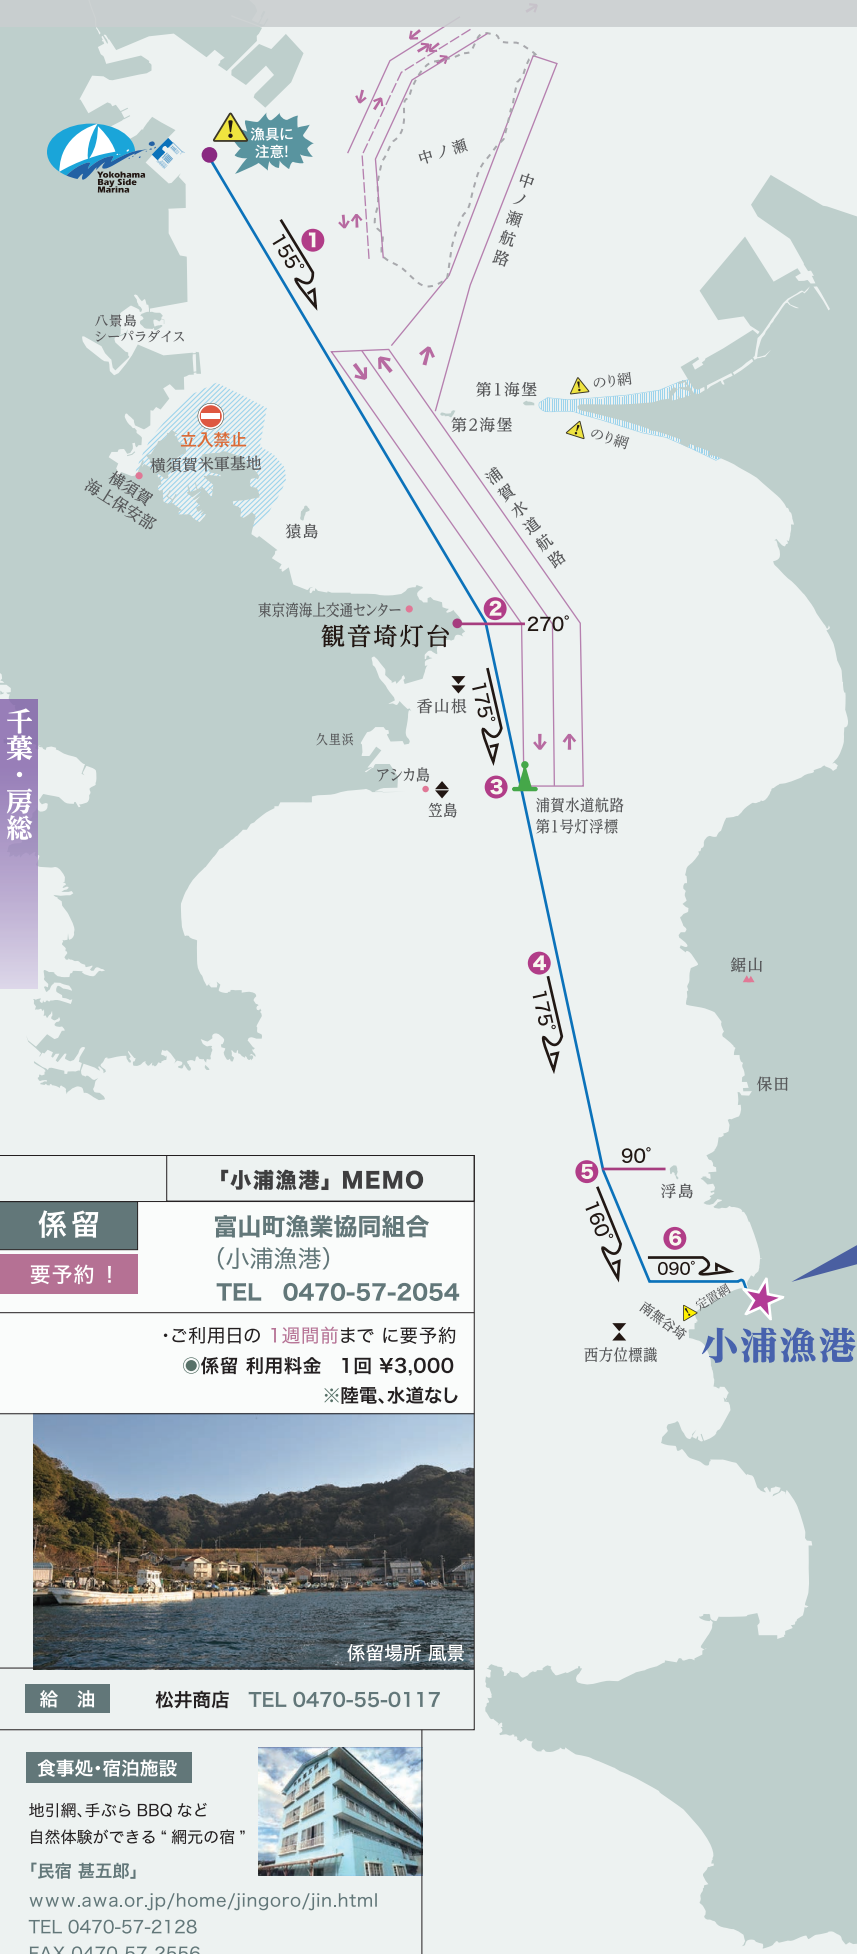 Yokohama
Bay Side
Marina
漁具に
注意!
中ノ瀬
中ノ瀬航路
1
155°
八景島
シーパラダイス
第1海堡
のり網
第2海堡
のり網
立入禁止
横須賀米軍基地
横須賀
海上保安部
猿島
浦賀水道航路
東京湾海上交通センター
2
観音埼灯台
270°
香山根
175°
久里浜
アシカ島
笠島
3
浦賀水道航路
第1号灯浮標
千葉・房総
4
175°
鋸山
保田
5
90°
浮島
160°
6
090°
定置網
南無谷埼
西方位標識
小浦漁港
「小浦漁港」MEMO
係留
要予約！
富山町漁業協同組合
（小浦漁港）
TEL 0470-57-2054
・ご利用日の 1週間前まで に要予約
◉係留 利用料金 1回 ¥3,000
※陸電、水道なし
係留場所 風景
給 油
松井商店 TEL 0470-55-0117
食事処・宿泊施設
地引網、手ぶら BBQ など
自然体験ができる “ 網元の宿 ”
「民宿 甚五郎」
www.awa.or.jp/home/jingoro/jin.html
TEL 0470-57-2128
FAX 0470-57-2556